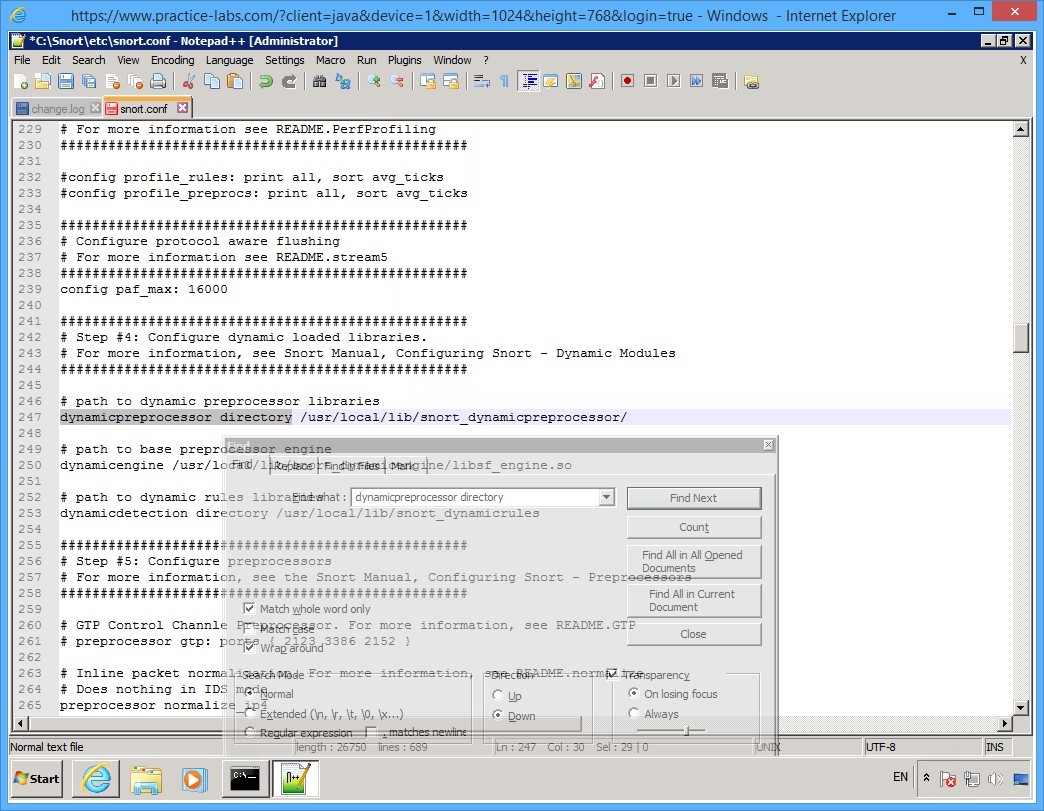 https://www.practice-labs.com/?client=java&device=1&width=1024&height=768&login=true - Windows - Internet Explorer
*C:\Snort\etc\snort.conf - Notepad++ [Administrator]
File Edit Search View Encoding Language Settings Macro Run Plugins Window ? X
change.log snort.conf
229 # For more information see README.PerfProfiling
230 ###################################################
231
232 #config profile_rules: print all, sort avg_ticks
233 #config profile_preprocs: print all, sort avg_ticks
234
235 ###################################################
236 # Configure protocol aware flushing
237 # For more information see README.stream5
238 ###################################################
239 config paf_max: 16000
240
241 ###################################################
242 # Step #4: Configure dynamic loaded libraries.
243 # For more information, see Snort Manual, Configuring Snort - Dynamic Modules
244 ###################################################
245
246 # path to dynamic preprocessor libraries
247 dynamicpreprocessor directory /usr/local/lib/snort_dynamicpreprocessor/
248
249 # path to base preprocessor engine
250 dynamicengine /usr/local/lib/snort_dynamicengine/libsf_engine.so
251
252 # path to dynamic rules libraries
253 dynamicdetection directory /usr/local/lib/snort_dynamicrules
254
255 ###################################################
256 # Step #5: Configure preprocessors
257 # For more information, see the Snort Manual, Configuring Snort - Preprocessors
258 ###################################################
259
260 # GTP Control Channle Preprocessor. For more information, see README.GTP
261 # preprocessor gtp: ports { 2123 3386 2152 }
262
263 # Inline packet normalization. For more information, see README.normalize
264 # Does nothing in IDS mode
265 preprocessor normalize_ip4
Find
Find Replace Find in Files Mark
Find what : dynamicpreprocessor directory
Find Next
Count
Find All in All Opened
Documents
Find All in Current
Document
Close
Match whole word only
Match case
Wrap around
Search Mode
Normal
Extended (\n, \r, \t, \0, \x...)
Regular expression . matches newline
Direction
Up
Down
Transparency
On losing focus
Always
Normal text file length : 26750 lines : 689 Ln : 247 Col : 30 Sel : 29 | 0 UNIX UTF-8 INS
Start C:\ n++ EN